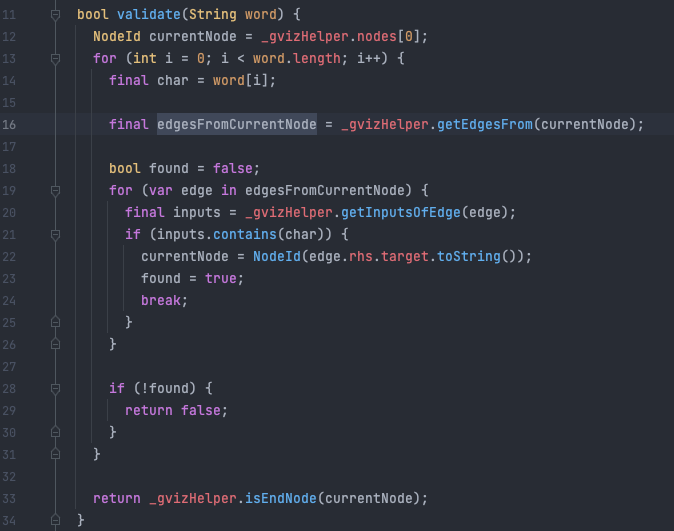 11 bool validate(String word) {
12 NodeId currentNode = _gvizHelper.nodes[0];
13 for (int i = 0; i < word.length; i++) {
14 final char = word[i];
15
16 final edgesFromCurrentNode = _gvizHelper.getEdgesFrom(currentNode);
17
18 bool found = false;
19 for (var edge in edgesFromCurrentNode) {
20 final inputs = _gvizHelper.getInputsOfEdge(edge);
21 if (inputs.contains(char)) {
22 currentNode = NodeId(edge.rhs.target.toString());
23 found = true;
24 break;
25 }
26 }
27
28 if (!found) {
29 return false;
30 }
31 }
32
33 return _gvizHelper.isEndNode(currentNode);
34 }